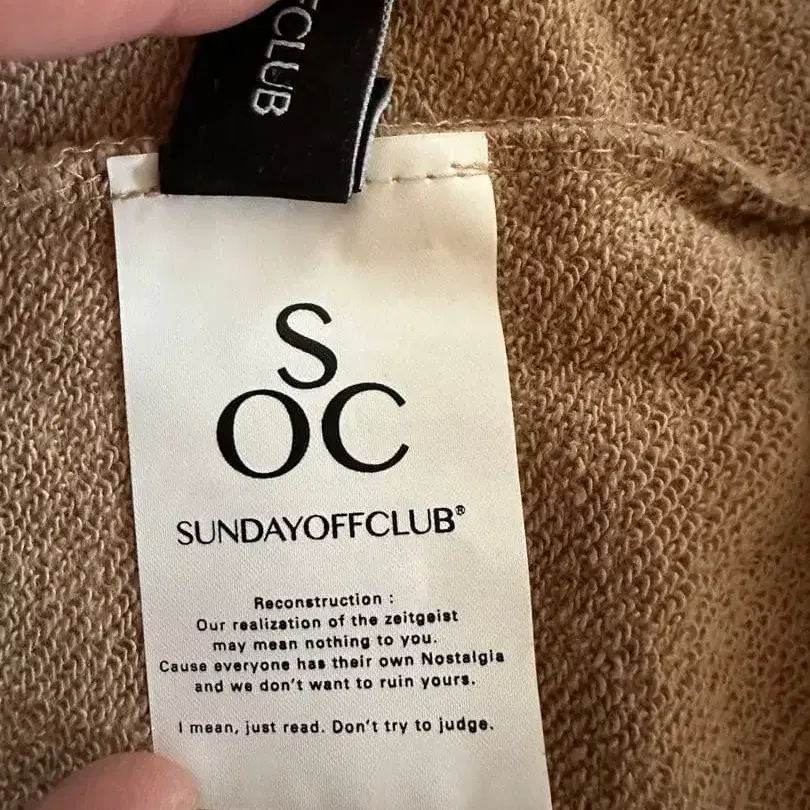 FCLUB
S
OC
SUNDAYOFFCLUB®
Reconstruction :
Our realization of the zeitgeist
may mean nothing to you.
Cause everyone has their own Nostalgia
and we don't want to ruin yours.
I mean, just read. Don't try to judge.